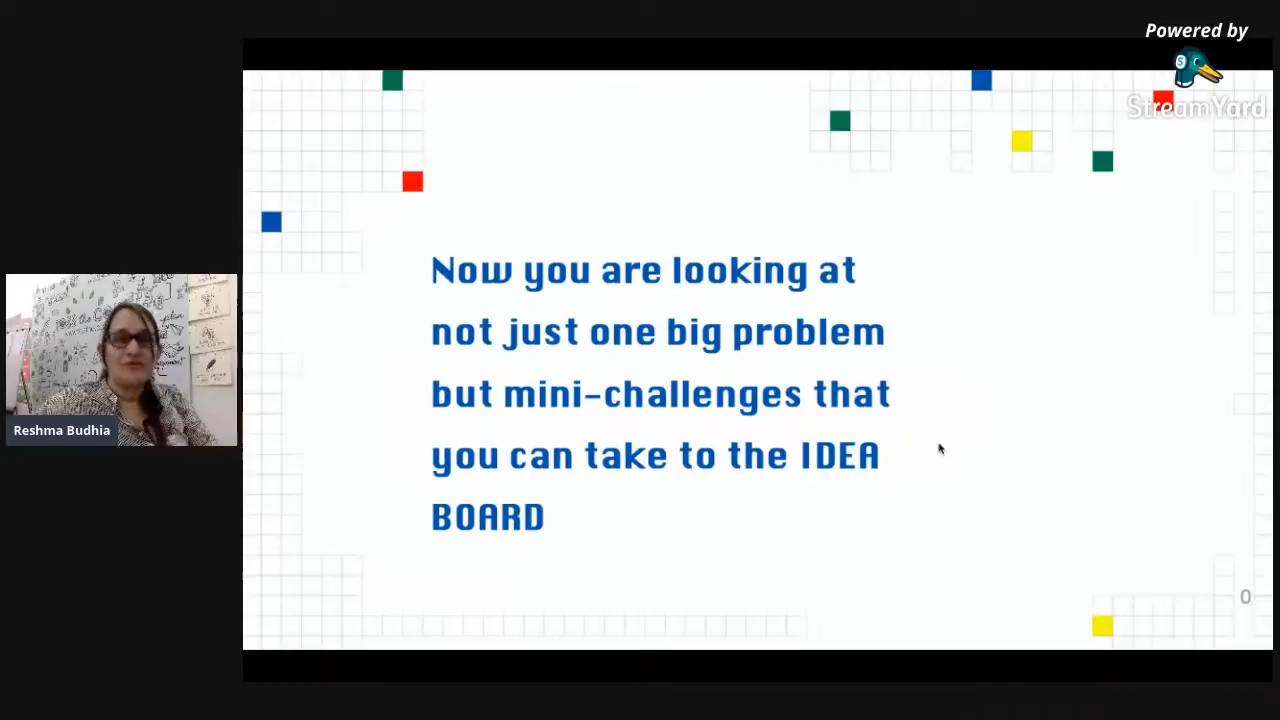 Powered by
StreamYard
Now you are looking at
not just one big problem
but mini-challenges that
you can take to the IDEA
BOARD
Reshma Budhia
0